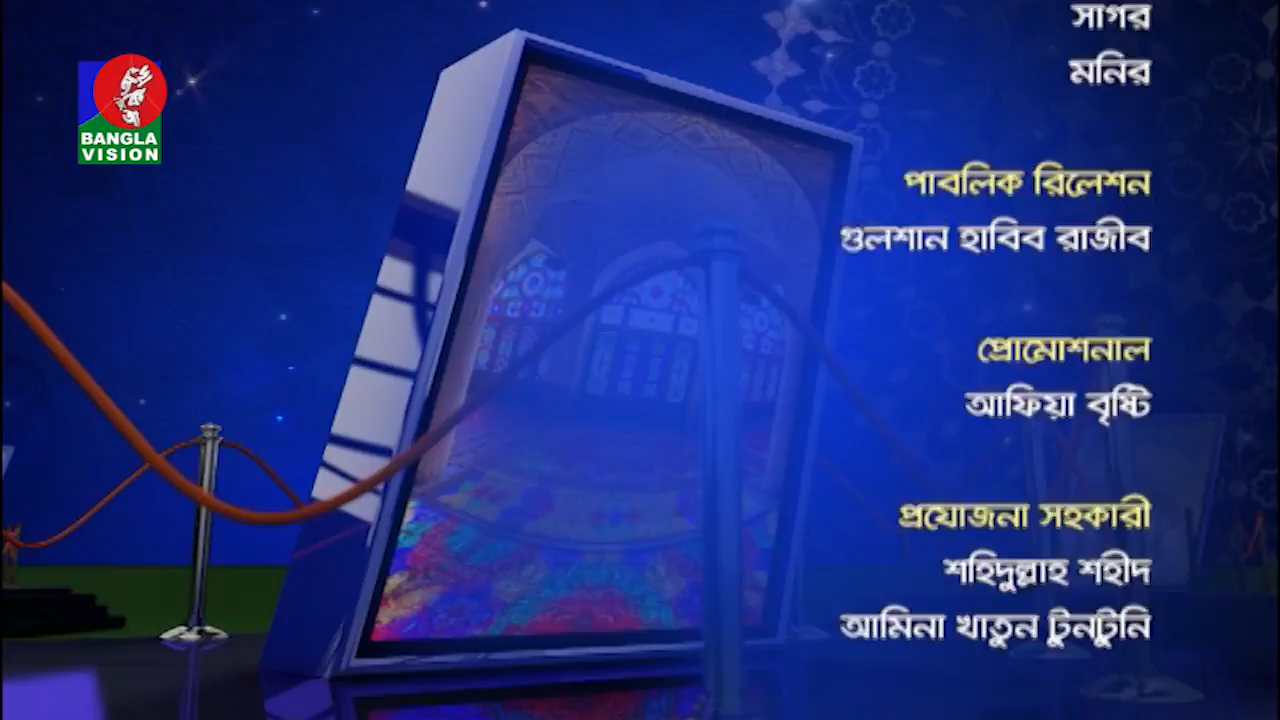 সাগর
মনির
BANGLA
VISION
পাবলিক রিলেশন
গুলশান হাবিব রাজীব
প্রোমোশনাল
আফিয়া বৃষ্টি
প্রযোজনা সহকারী
শহিদুল্লাহ শহীদ
আমিনা খাতুন টুনটুনি